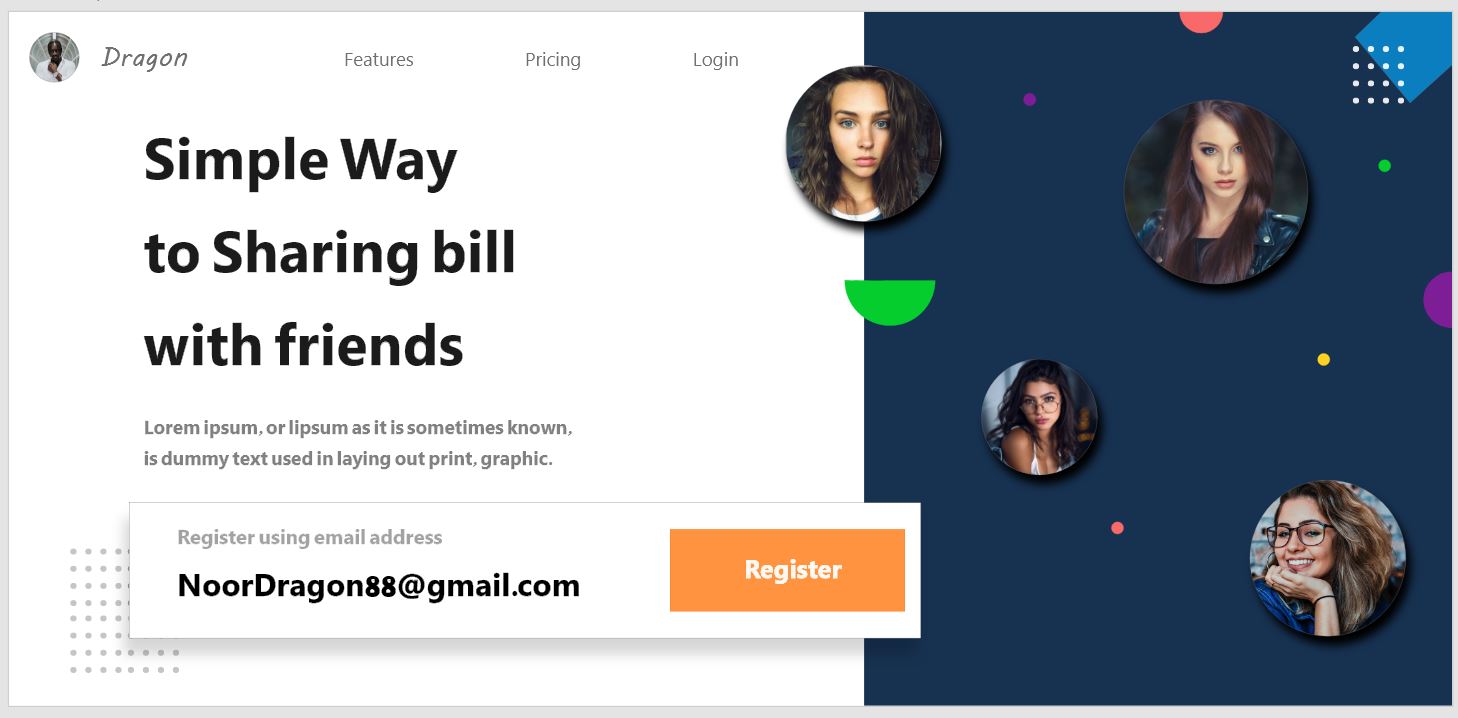 Dragon
Features
Pricing
Login
Simple Way
to Sharing bill
with friends
Lorem ipsum, or lipsum as it is sometimes known,
is dummy text used in laying out print, graphic.
Register using email address
NoorDragon88@gmail.com
Register